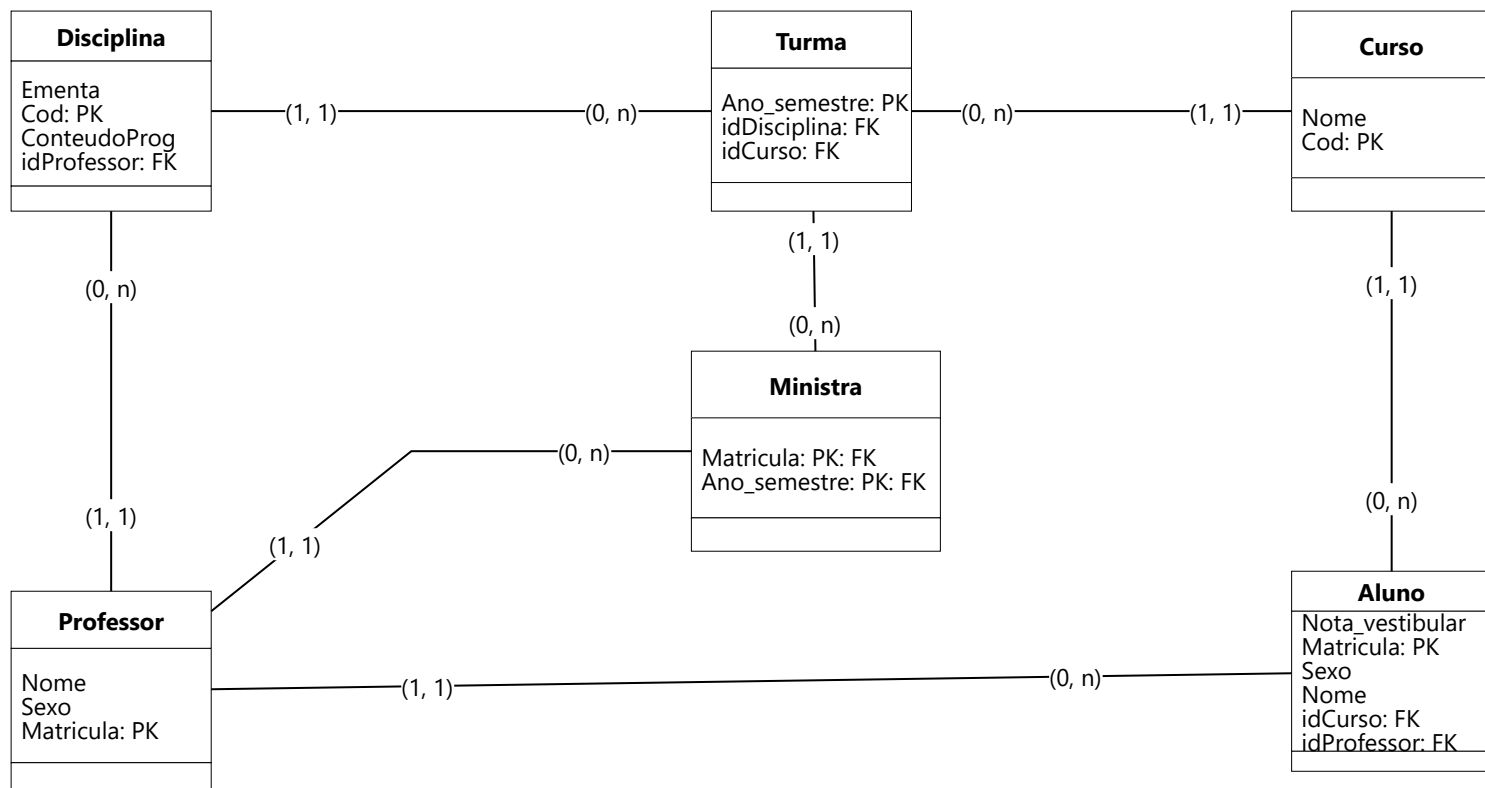 Disciplina
Ementa
Cod: PK
ConteudoProg
idProfessor: FK
(1, 1)
(0, n)
Turma
Ano_semestre: PK
idDisciplina: FK
idCurso: FK
(0, n)
(1, 1)
Curso
Nome
Cod: PK
(0, n)
(1, 1)
(1, 1)
(0, n)
(1, 1)
(0, n)
Ministra
Matricula: PK: FK
Ano_semestre: PK: FK
(0, n)
(1, 1)
Professor
Nome
Sexo
Matricula: PK
(1, 1)
(0, n)
Aluno
Nota_vestibular
Matricula: PK
Sexo
Nome
idCurso: FK
idProfessor: FK